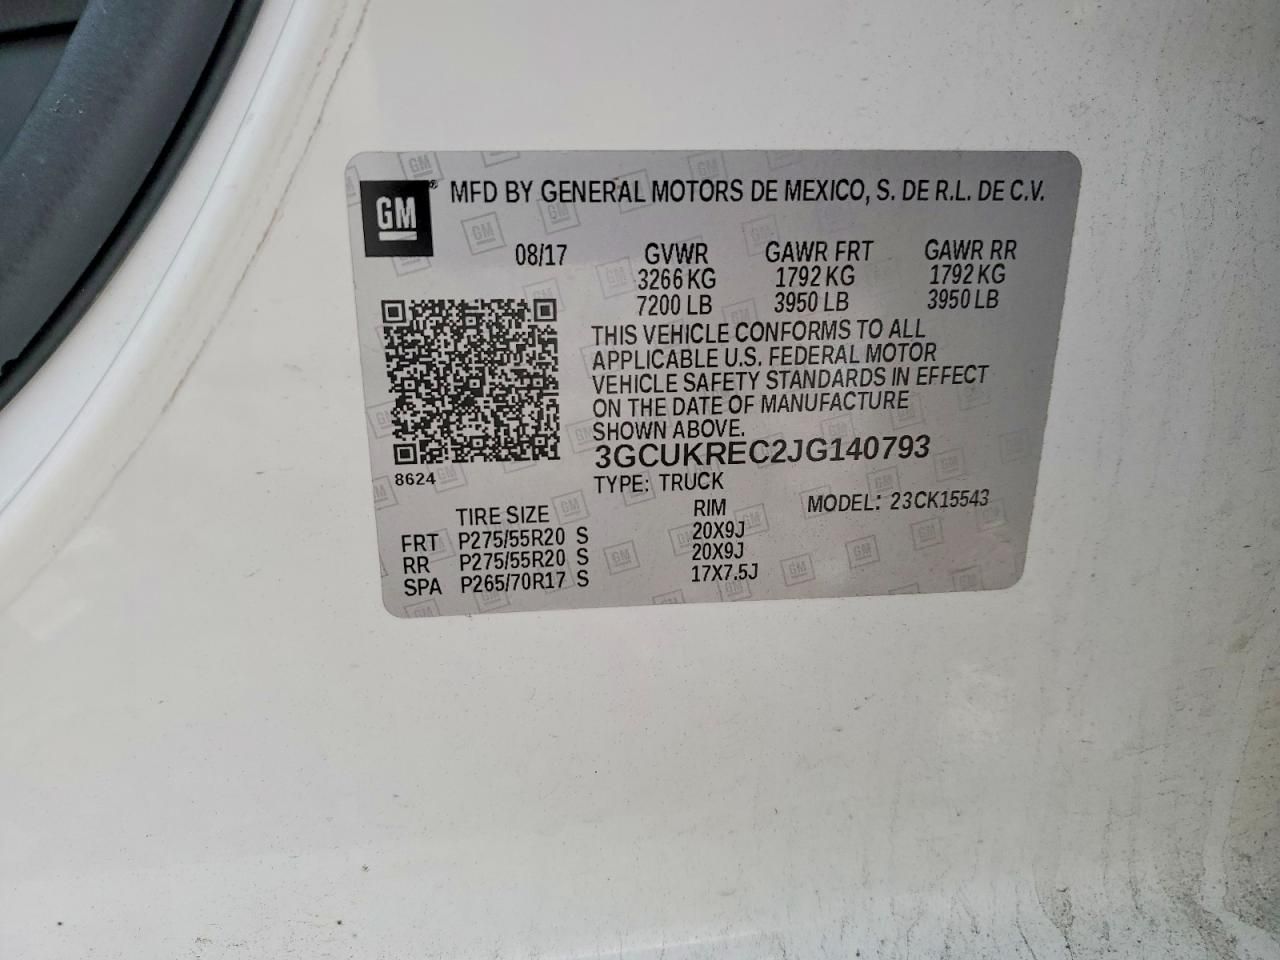 GM® MFD BY GENERAL MOTORS DE MEXICO, S. DE R.L. DE C.V.
08/17 GVWR GAWR FRT GAWR RR
3266 KG 1792 KG 1792 KG
7200 LB 3950 LB 3950 LB
THIS VEHICLE CONFORMS TO ALL
APPLICABLE U.S. FEDERAL MOTOR
VEHICLE SAFETY STANDARDS IN EFFECT
ON THE DATE OF MANUFACTURE
SHOWN ABOVE.
3GCUKREC2JG140793
8624
TYPE: TRUCK
MODEL: 23CK15543
TIRE SIZE RIM
FRT P275/55R20 S 20X9J
RR P275/55R20 S 20X9J
SPA P265/70R17 S 17X7.5J